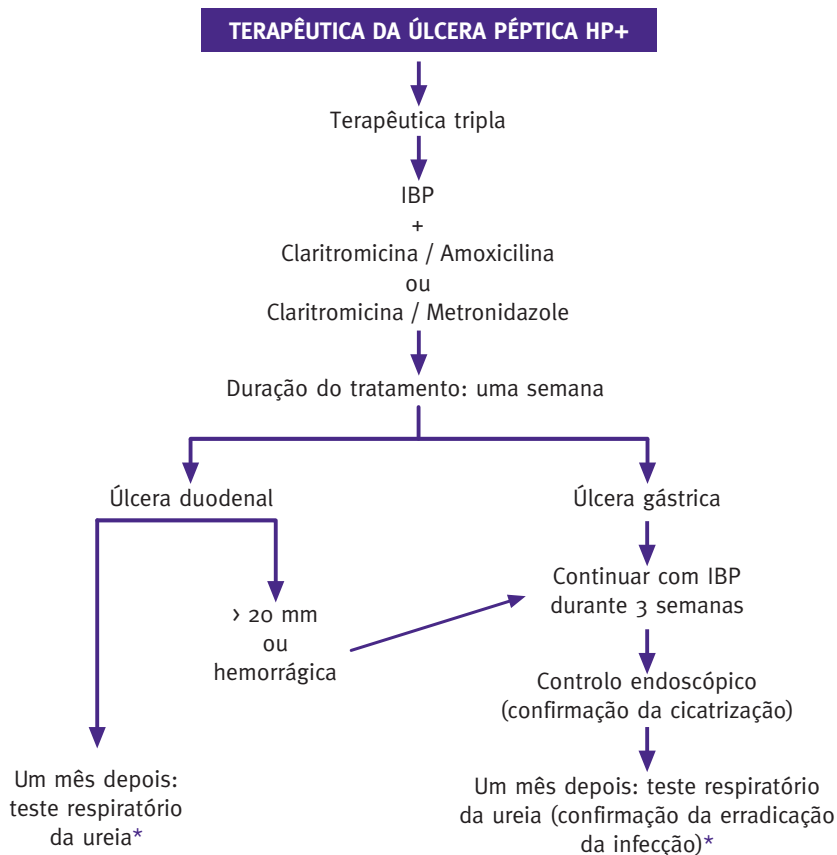 TERAPÊUTICA DA ÚLCERA PÉPTICA HP+
Terapêutica tripla
IBP
+
Claritromicina / Amoxicilina
ou
Claritromicina / Metronidazole
Duração do tratamento: uma semana
Úlcera duodenal
> 20 mm
ou
hemorrágica
Um mês depois:
teste respiratório
da ureia*
Úlcera gástrica
Continuar com IBP
durante 3 semanas
Controlo endoscópico
(confirmação da cicatrização)
Um mês depois: teste respiratório
da ureia (confirmação da erradicação
da infecção)*